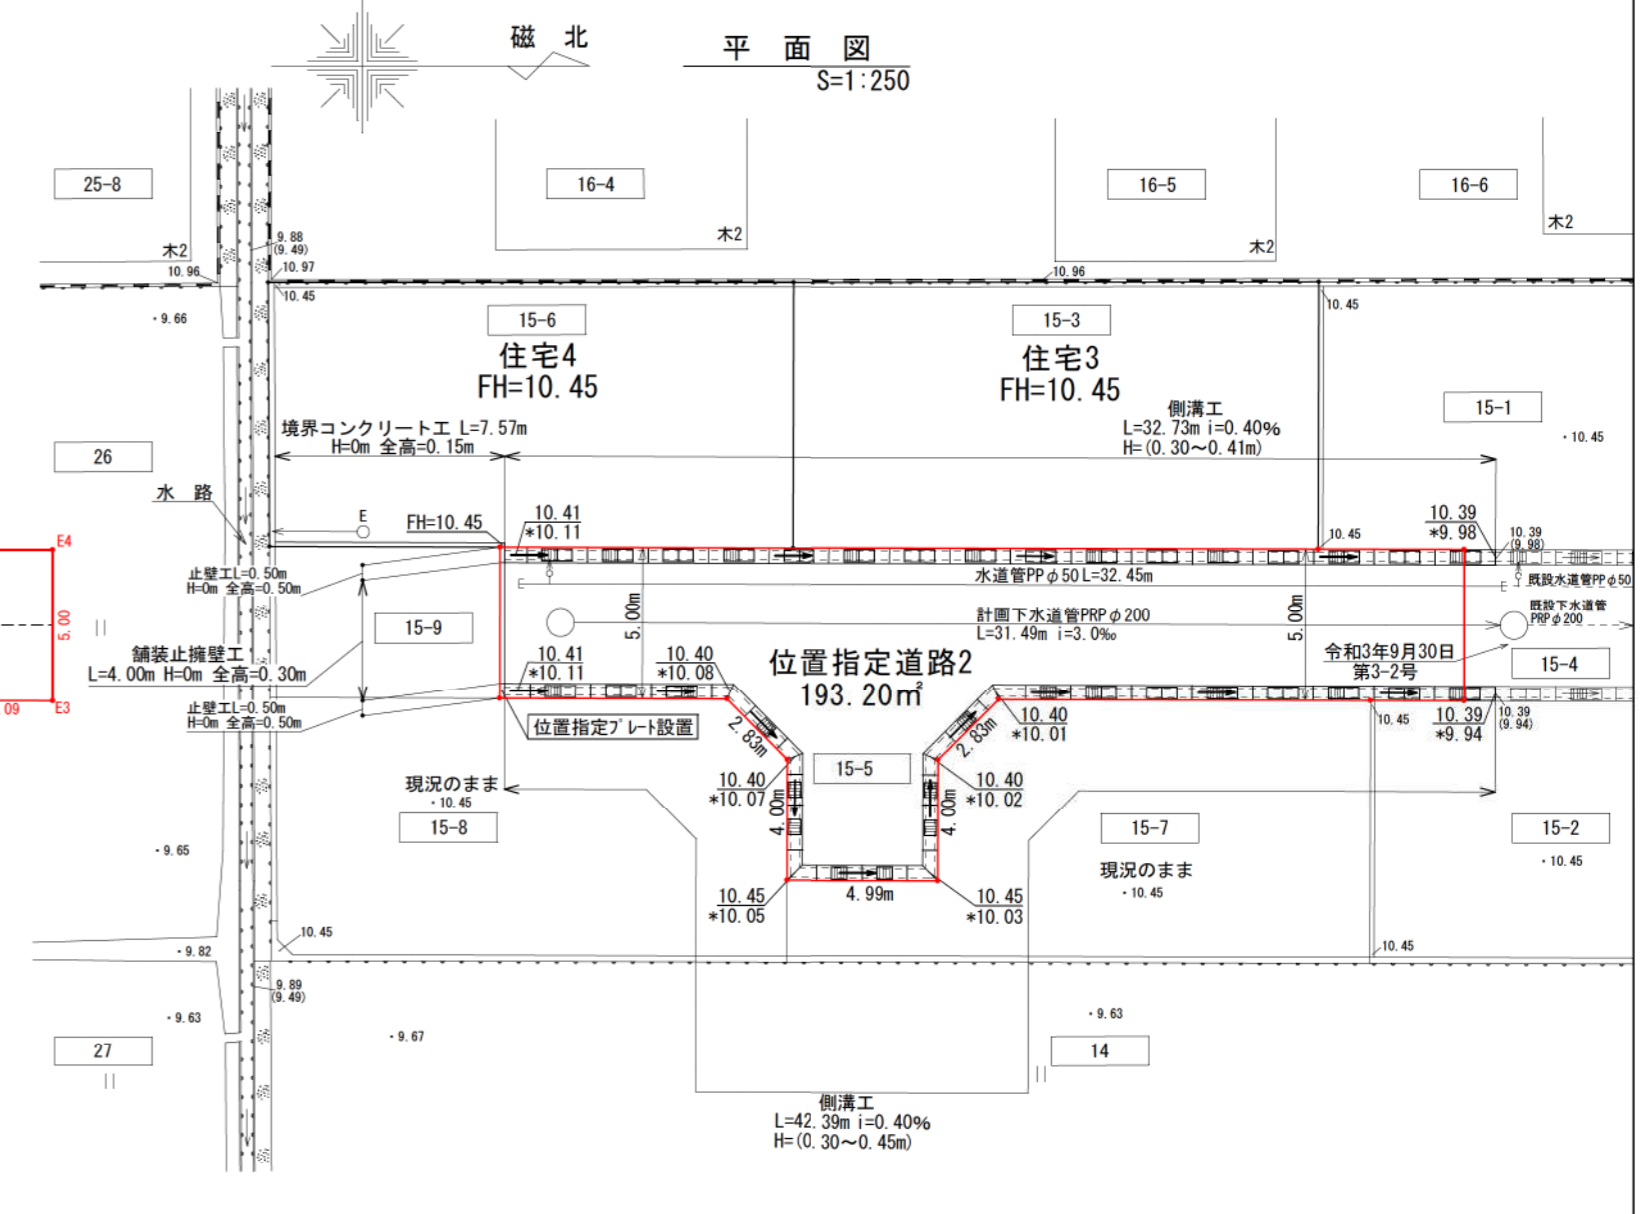 磁 北
平 面 図
S=1:250
25-8
16-4
16-5
16-6
木2
木2
木2
木2
9.88
(9.49)
10.96
10.97
10.96
10.45
10.45
・9.66
15-6
住宅4
FH=10.45
15-3
住宅3
FH=10.45
15-1
・10.45
側溝工
L=32.73m i=0.40%
H=(0.30～0.41m)
境界コンクリート工 L=7.57m
H=0m 全高=0.15m
26
水 路
E
FH=10.45
10.41
*10.11
10.45
10.39
*9.98
10.39
(9.98)
E4
5.00
E3
.09
止壁工L=0.50m
H=0m 全高=0.50m
水道管PPφ50 L=32.45m
E
E
既設水道管PPφ50
5.00m
5.00m
計画下水道管PRPφ200
L=31.49m i=3.0‰
既設下水道管
PRPφ200
15-9
舗装止擁壁工
L=4.00m H=0m 全高=0.30m
10.41
*10.11
10.40
*10.08
位置指定道路2
193.20㎡
令和3年9月30日
第3-2号
15-4
止壁工L=0.50m
H=0m 全高=0.50m
位置指定プレート設置
2.83m
2.83m
10.40
*10.01
10.45
10.39
*9.94
10.39
(9.94)
15-5
10.40
*10.07
10.40
*10.02
4.00m
4.00m
現況のまま
・10.45
15-8
15-7
現況のまま
・10.45
15-2
・10.45
・9.65
4.99m
10.45
*10.05
10.45
*10.03
10.45
10.45
・9.82
9.89
(9.49)
・9.63
・9.67
・9.63
27
14
側溝工
L=42.39m i=0.40%
H=(0.30～0.45m)